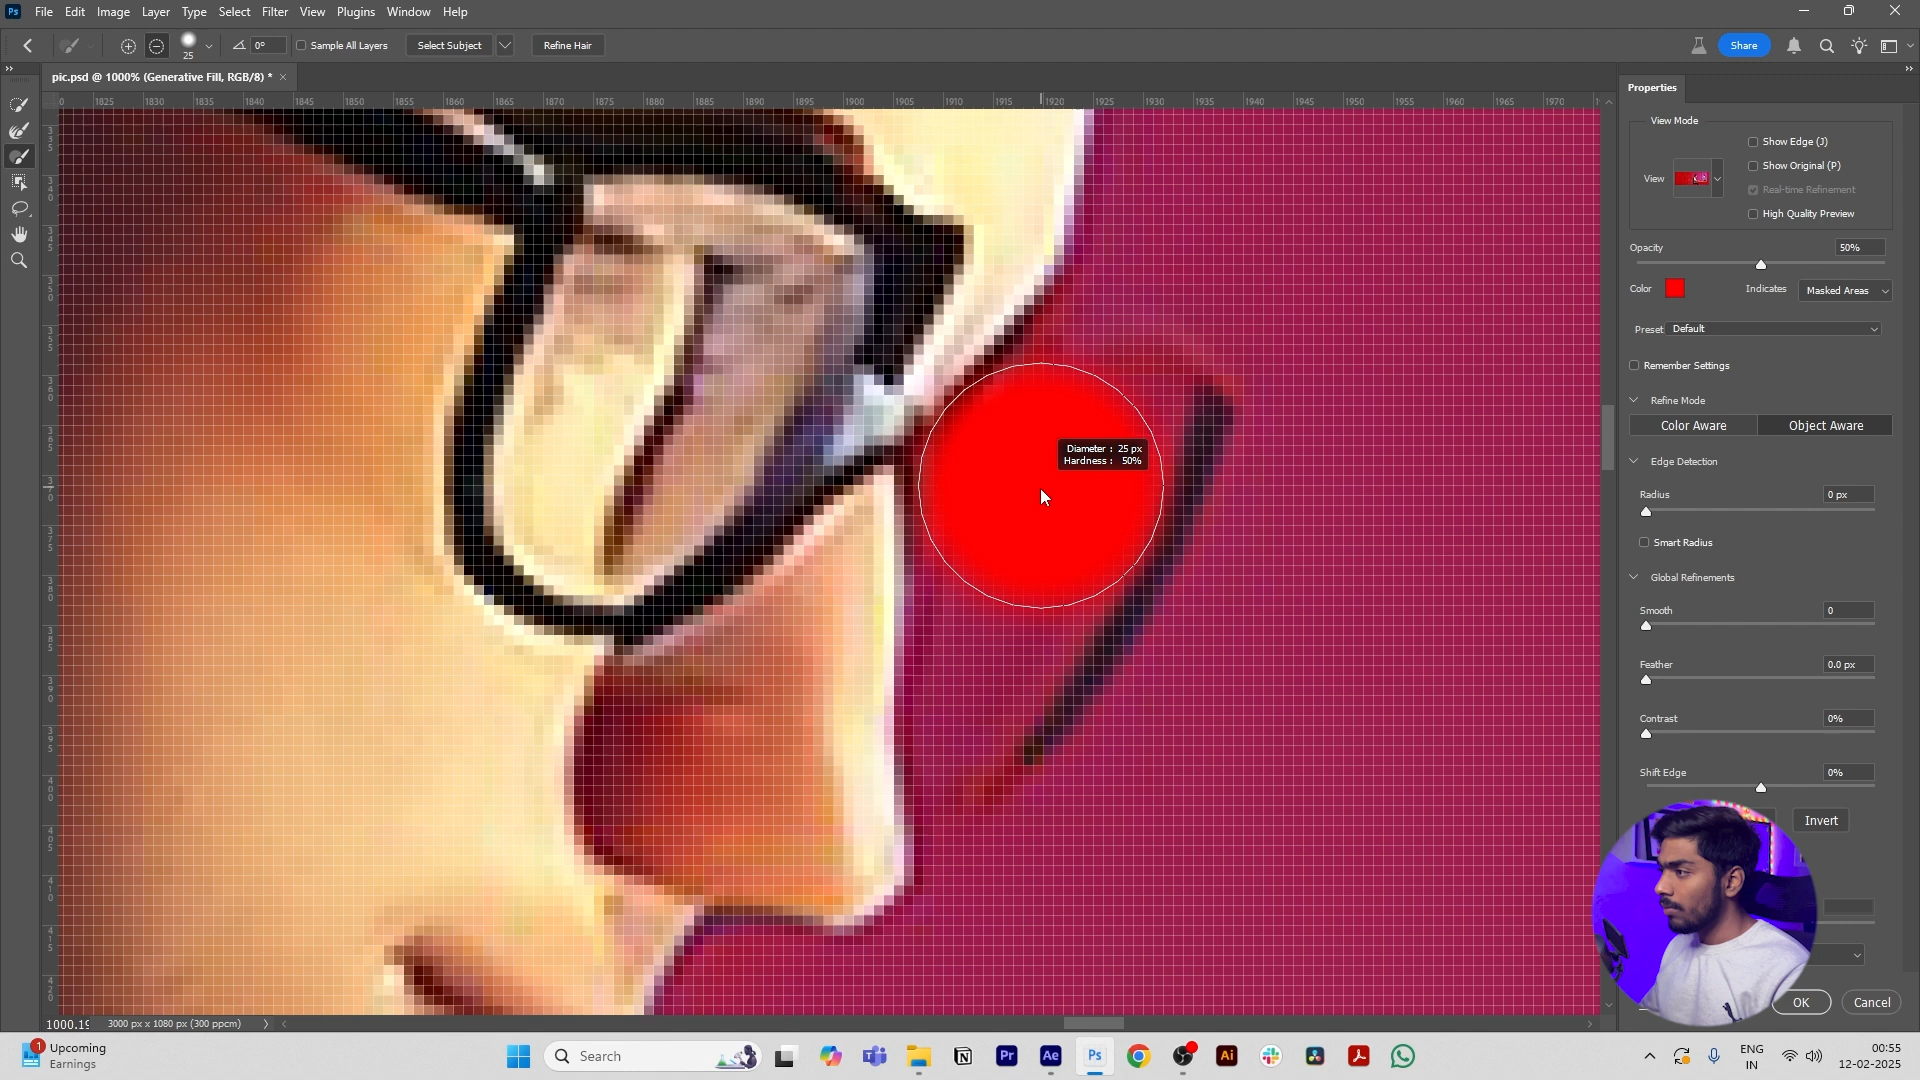 Ps File Edit Image Layer Type Select Filter View Plugins Window Help
25 0° Sample All Layers Select Subject Refine Hair Share
pic.psd @ 1000% (Generative Fill, RGB/8) * ×
Properties
0 1825 1830 1835 1840 1845 1850 1855 1860 1865 1870 1875 1880 1885 1890 1895 1900 1905 1910 1915 1920 1925 1930 1935 1940 1945 1950 1955 1960 1965 1970
View Mode
Show Edge (J)
View Show Original (P)
Real-time Refinement
High Quality Preview
Opacity 50%
Color Indicates Masked Areas
Preset Default
Remember Settings
Refine Mode
Color Aware Object Aware
Diameter : 25 px
Hardness : 50%
Edge Detection
Radius 0 px
Smart Radius
Global Refinements
Smooth 0
Feather 0.0 px
Contrast 0%
Shift Edge 0%
Invert
OK Cancel
3000 px x 1080 px (300 ppcm)
1 Upcoming
Earnings
Search
Pr Ae Ps Ai
ENG
IN
00:55
12-02-2025